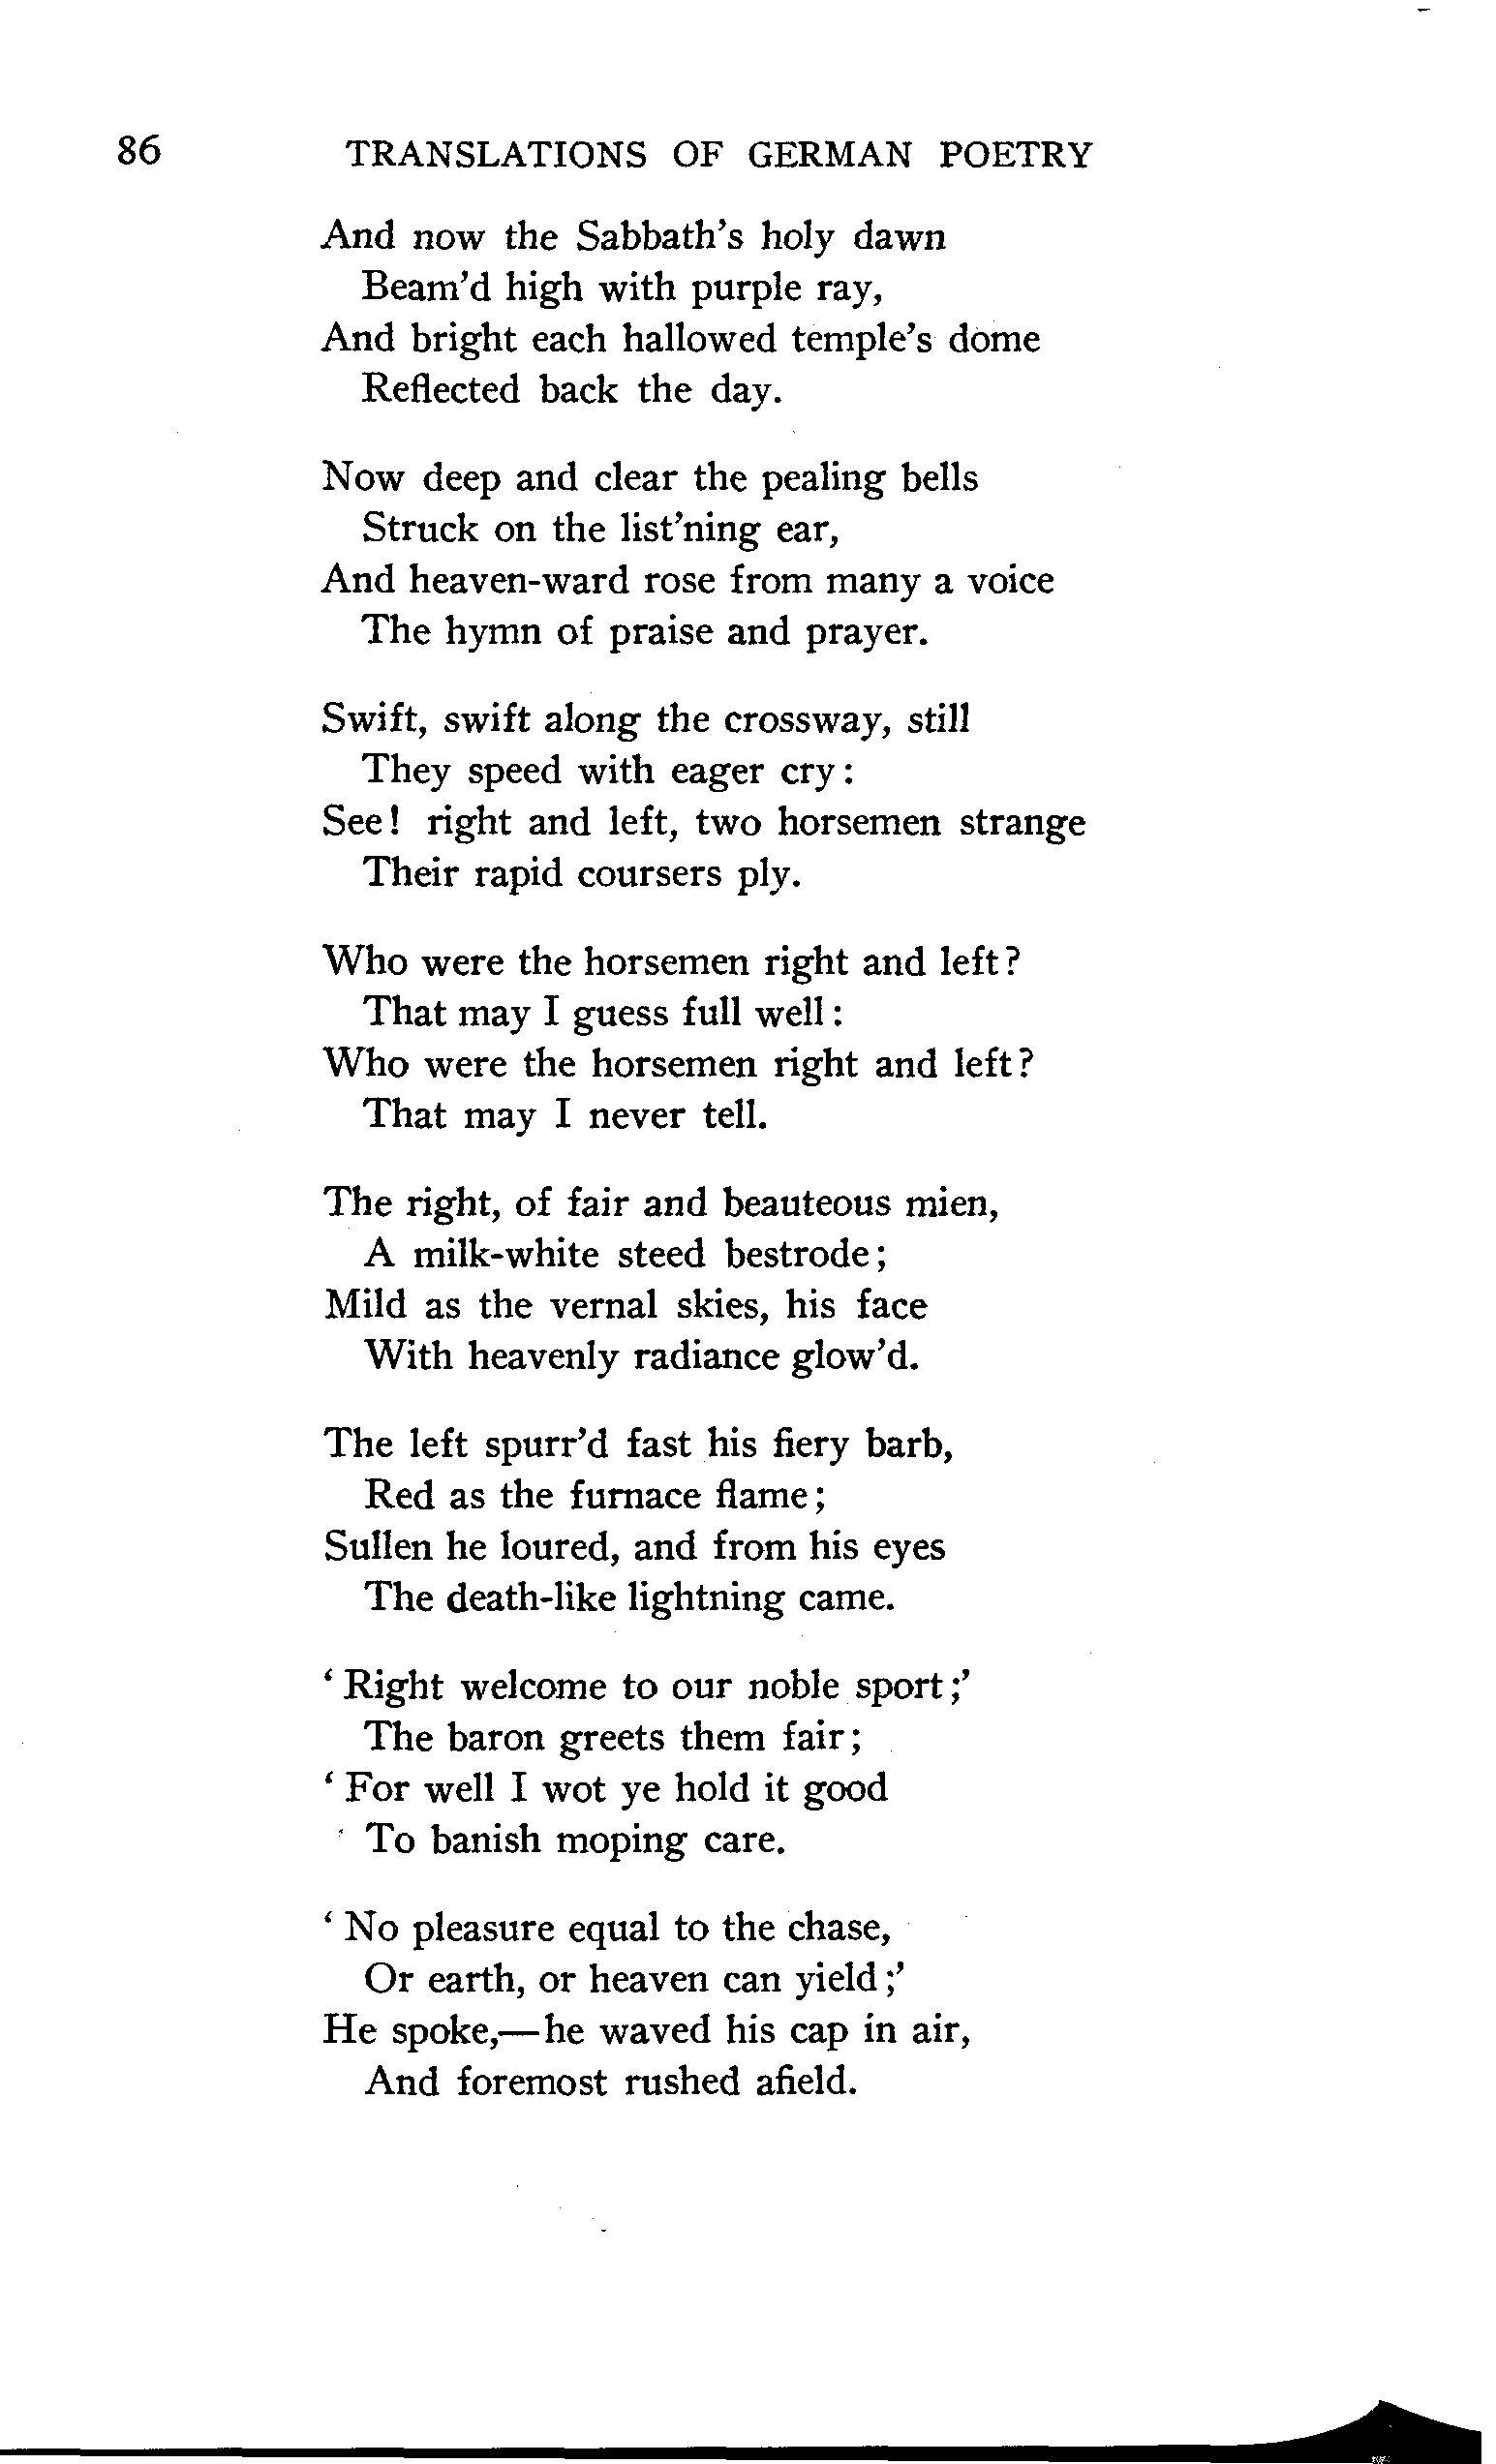 86 TRANSLATIONS OF GERMAN POETRY
And now the Sabbath's holy dawn
Beam'd high with purple ray,
And bright each hallowed temple's dome
Reflected back the day.
Now deep and clear the pealing bells
Struck on the list'ning ear,
And heaven-ward rose from many a voice
The hymn of praise and prayer.
Swift, swift along the crossway, still
They speed with eager cry:
See! right and left, two horsemen strange
Their rapid coursers ply.
Who were the horsemen right and left?
That may I guess full well:
Who were the horsemen right and left?
That may I never tell.
The right, of fair and beauteous mien,
A milk-white steed bestrode;
Mild as the vernal skies, his face
With heavenly radiance glow'd.
The left spurr'd fast his fiery barb,
Red as the furnace flame;
Sullen he loured, and from his eyes
The death-like lightning came.
‘Right welcome to our noble sport;’
The baron greets them fair;
‘For well I wot ye hold it good
To banish moping care.
‘No pleasure equal to the chase,
Or earth, or heaven can yield;’
He spoke,—he waved his cap in air,
And foremost rushed afield.